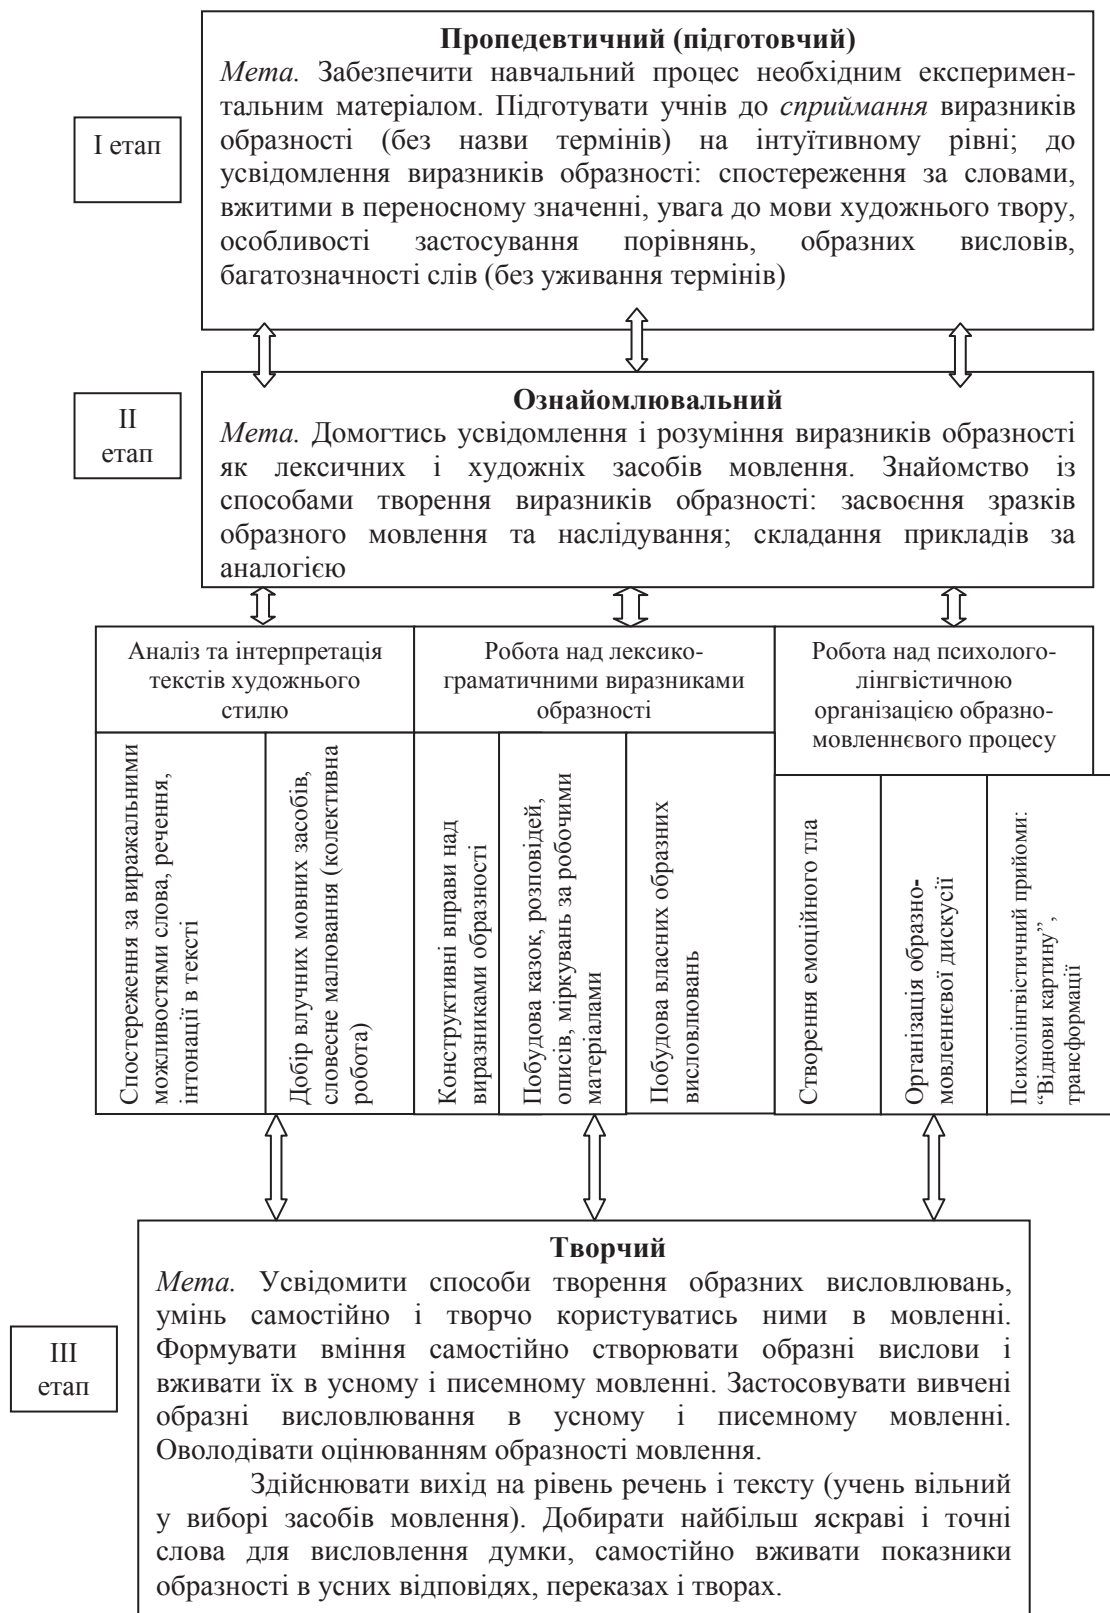 Пропедевтичний (підготовчий)
Мета. Забезпечити навчальний процес необхідним експеримен-
тальним матеріалом. Підготувати учнів до сприймання виразників
І етап
образності (без назви термінів) на інтуїтивному рівні; до
усвідомлення виразників образності: спостереження за словами,
вжитими в переносному значенні, увага до мови художнього твору,
особливості застосування порівнянь, образних висловів,
багатозначності слів (без уживання термінів)
Ознайомлювальний
ІІ
етап
Мета. Домогтись усвідомлення і розуміння виразників образності
як лексичних і художніх засобів мовлення. Знайомство із
способами творення виразників образності: засвоєння зразків
образного мовлення та наслідування; складання прикладів за
аналогією
Аналіз та інтерпретація
текстів художнього
стилю
Робота над лексико-
граматичними виразниками
образності
Робота над психолого-
лінгвістичною
організацією образно-
мовленнєвого процесу
Спостереження за виражальними
можливостями слова, речення,
інтонації в тексті
Добір влучних мовних засобів,
словесне малювання (колективна
робота)
Конструктивні вправи над
виразниками образності
Побудова казок, розповідей,
описів, міркувань за робочими
матеріалами
Побудова власних образних
висловлювань
Створення емоційного тла
Організація образно-
мовленнєвої дискусії
Психолінгвістичний прийоми:
“Віднови картину”,
трансформації
Творчий
Мета. Усвідомити способи творення образних висловлювань,
умінь самостійно і творчо користуватись ними в мовленні.
ІІІ
етап
Формувати вміння самостійно створювати образні вислови і
вживати їх в усному і писемному мовленні. Застосовувати вивчені
образні висловлювання в усному і писемному мовленні.
Оволодівати оцінюванням образності мовлення.
Здійснювати вихід на рівень речень і тексту (учень вільний
у виборі засобів мовлення). Добирати найбільш яскраві і точні
слова для висловлення думки, самостійно вживати показники
образності в усних відповідях, переказах і творах.